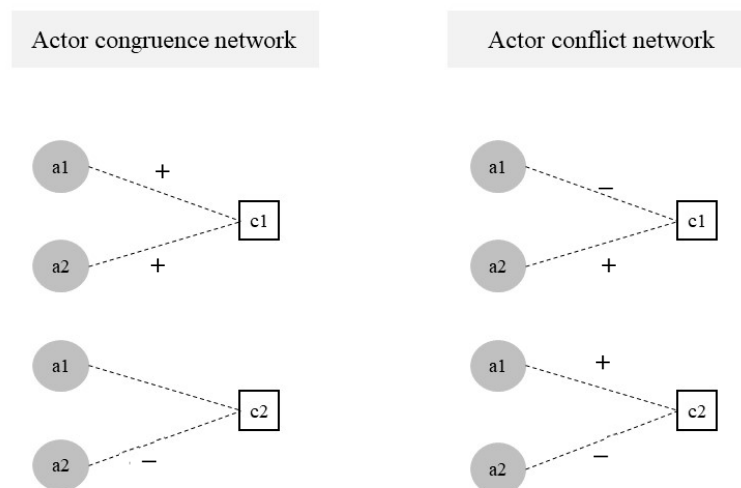 Actor congruence network
Actor conflict network
a1
+
c1
a2
+
a1
−
c1
a2
+
a1
c2
a2
−
a1
+
c2
a2
−